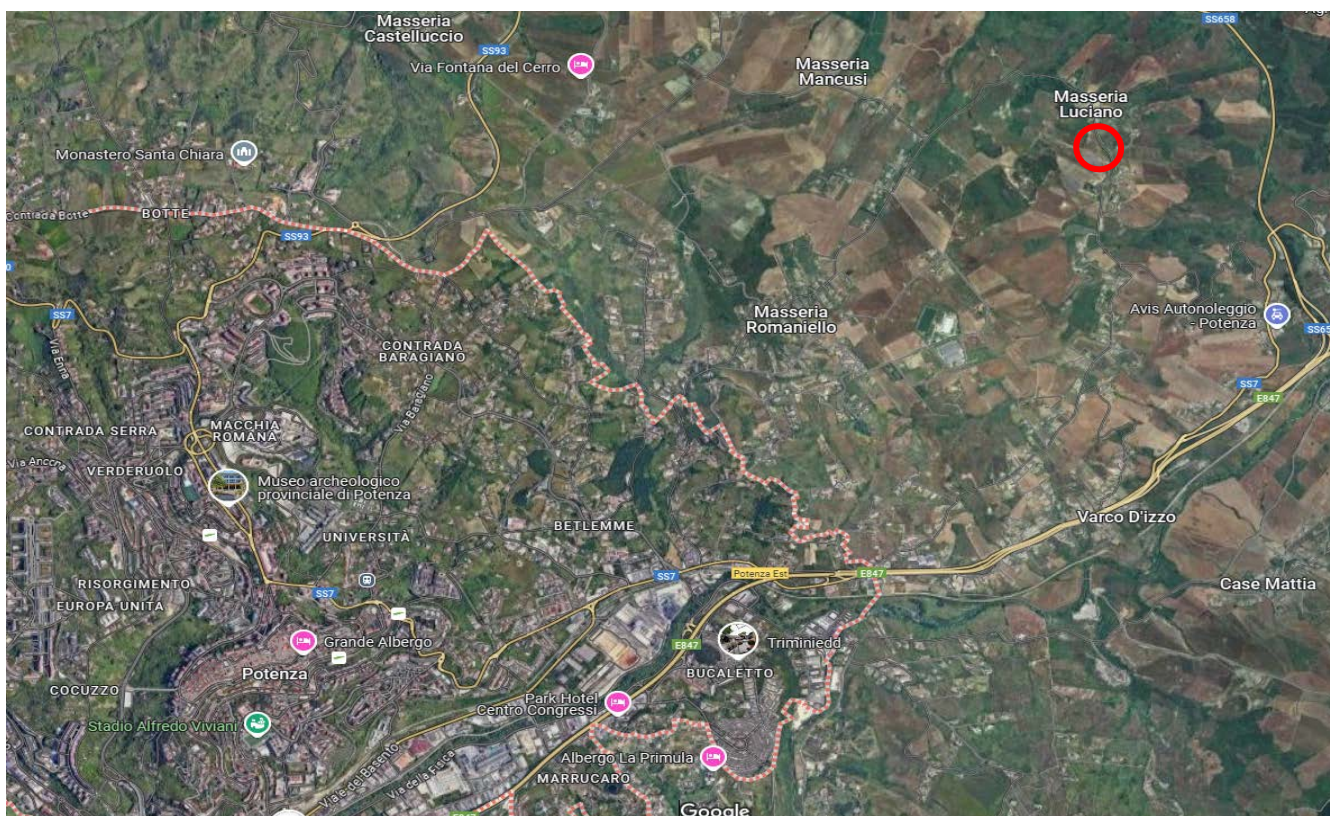 Masseria
Castelluccio
SS93
Via Fontana del Cerro
Masseria
Mancusi
SS658
Masseria
Luciano
Monastero Santa Chiara
Contrada Botte
BOTTE
SS93
SS7
Via Enna
CONTRADA
BARAGIANO
Via Baragiano
Masseria
Romaniello
Avis Autonoleggio
- Potenza
SS7
E847
CONTRADA SERRA
MACCHIA
ROMANA
VERDERUOLO
Museo archeologico
provinciale di Potenza
UNIVERSITÀ
BETLEMME
Varco D'izzo
RISORGIMENTO
EUROPA UNITA
SS7
SS7
Potenza Est
E847
Case Mattia
Grande Albergo
Potenza
E847
Triminiedd
BUCALETTO
COCUZZO
Stadio Alfredo Viviani
Park Hotel
Centro Congressi
Albergo La Primula
Viale del Basento
Via della Fisica
MARRUCARO
Google